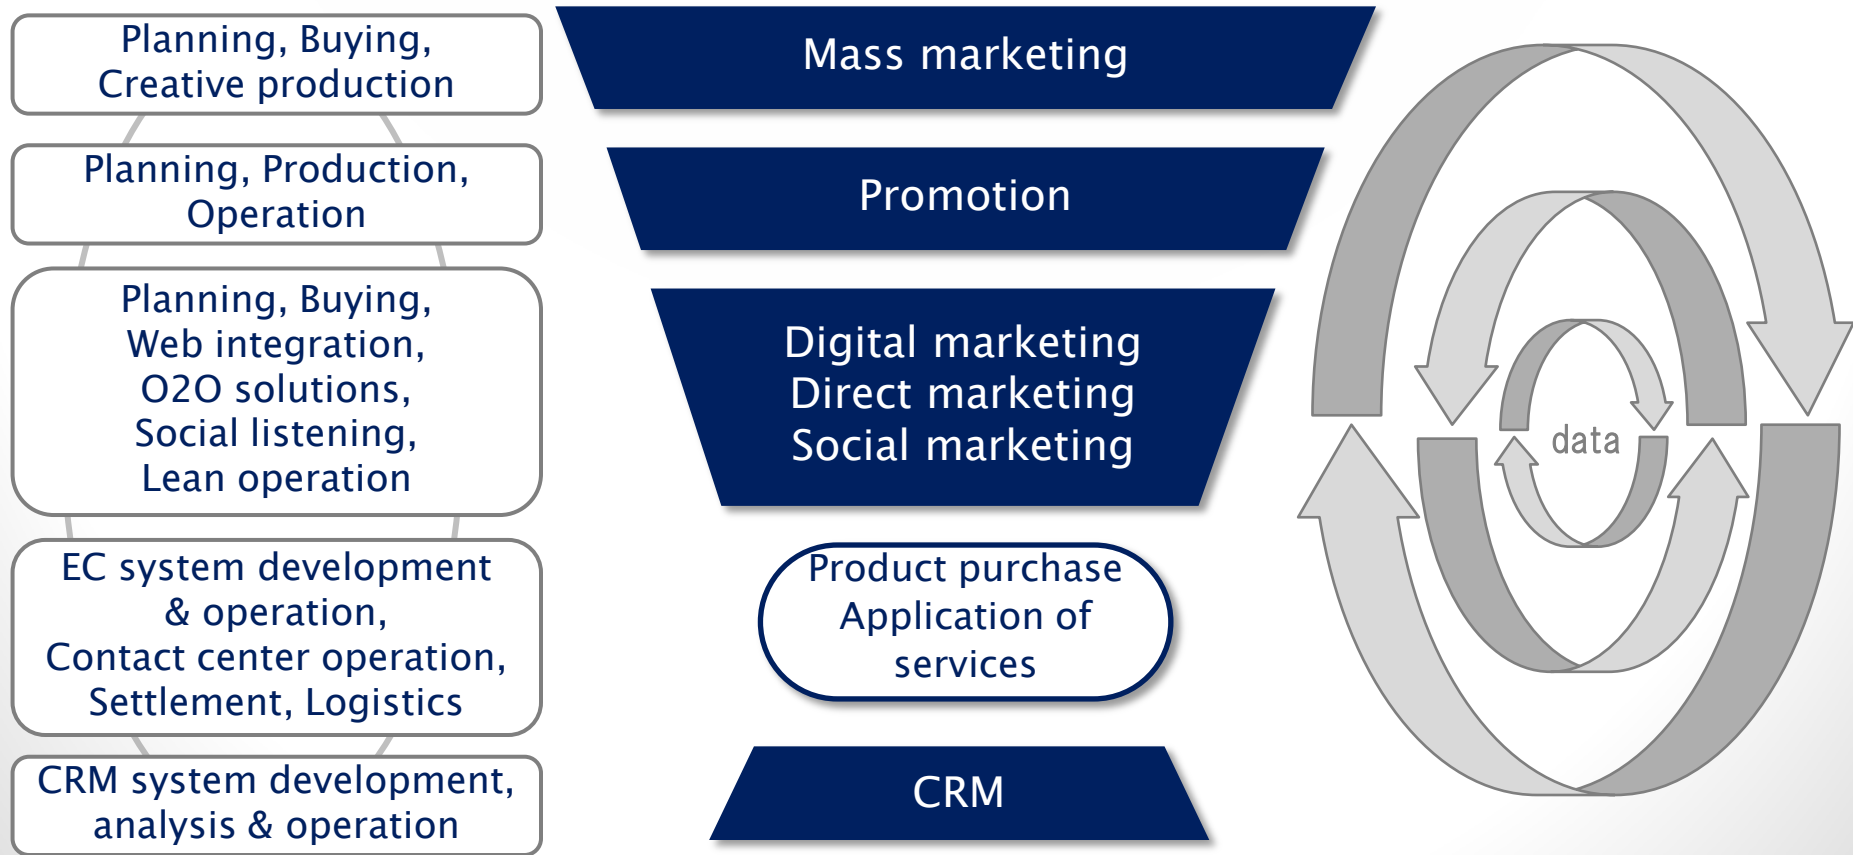 Planning, Buying,
Creative production
Mass marketing
Planning, Production,
Operation
Promotion
Planning, Buying,
Web integration,
O2O solutions,
Social listening,
Lean operation
Digital marketing
Direct marketing
Social marketing
data
EC system development
& operation,
Contact center operation,
Settlement, Logistics
Product purchase
Application of
services
CRM system development,
analysis & operation
CRM